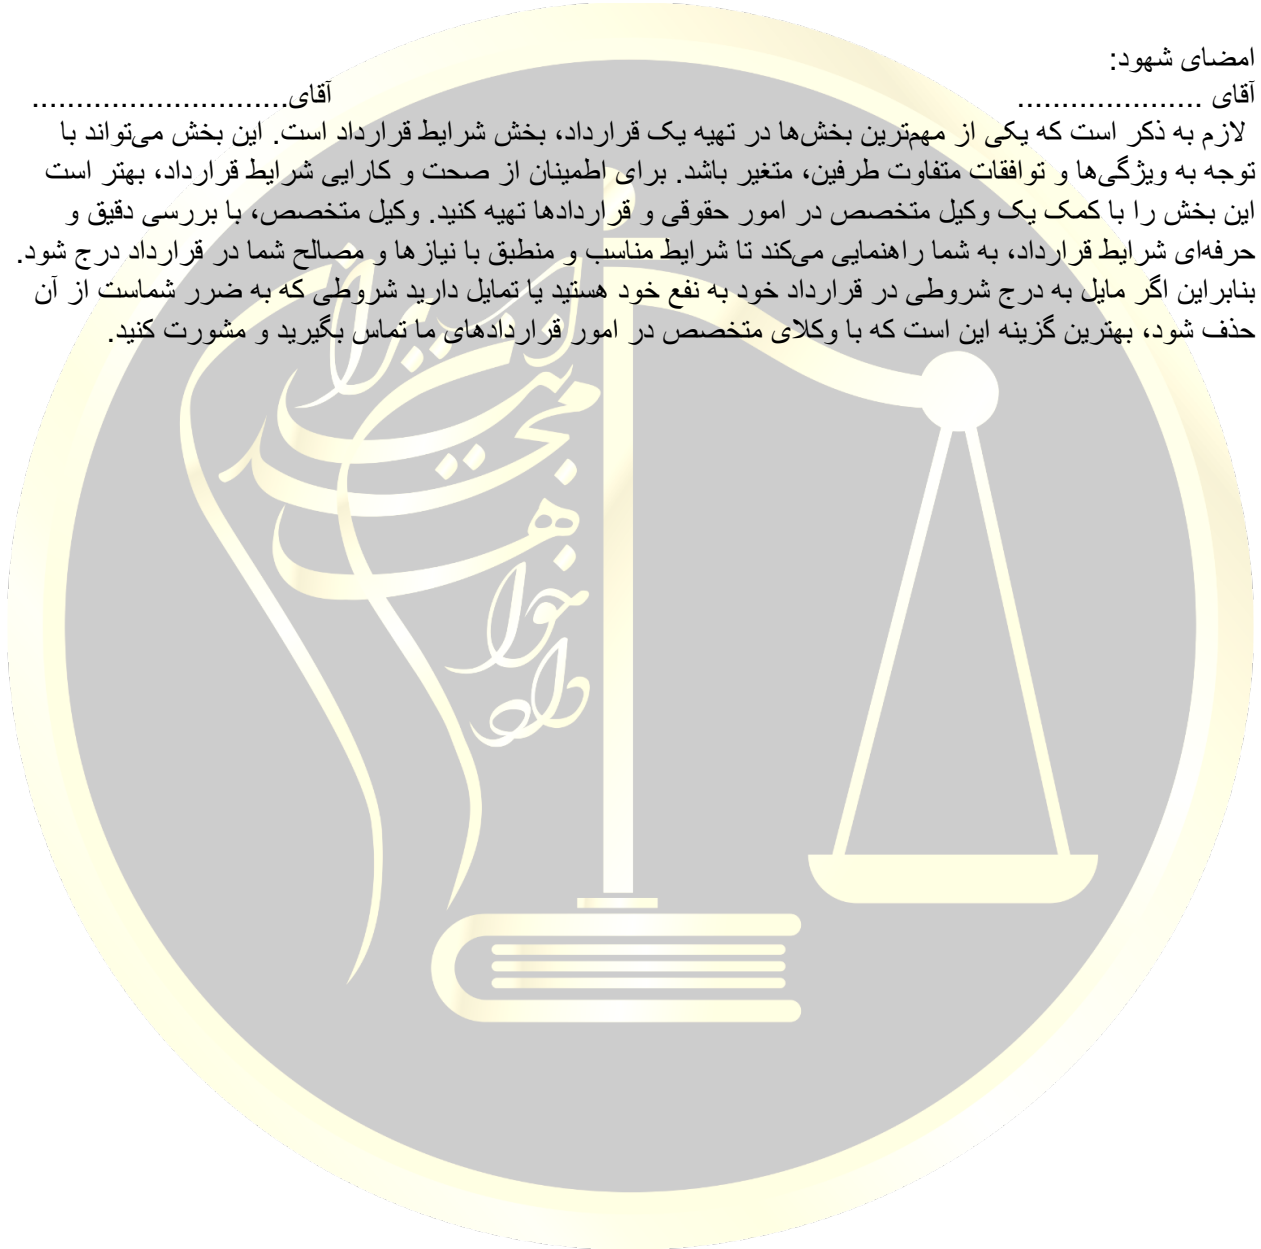 امضای شهود:
آقای ..................... آقای.............................
لازم به ذکر است که یکی از مهم‌ترین بخش‌ها در تهیه یک قرارداد، بخش شرایط قرارداد است. این بخش می‌تواند با
توجه به ویژگی‌ها و توافقات متفاوت طرفین، متغیر باشد. برای اطمینان از صحت و کارایی شرایط قرارداد، بهتر است
این بخش را با کمک یک وکیل متخصص در امور حقوقی و قراردادها تهیه کنید. وکیل متخصص، با بررسی دقیق و
حرفه‌ای شرایط قرارداد، به شما راهنمایی می‌کند تا شرایط مناسب و منطبق با نیازها و مصالح شما در قرارداد درج شود.
بنابراین اگر مایل به درج شروطی در قرارداد خود به نفع خود هستید یا تمایل دارید شروطی که به ضرر شماست از آن
حذف شود، بهترین گزینه این است که با وکلای متخصص در امور قراردادهای ما تماس بگیرید و مشورت کنید.